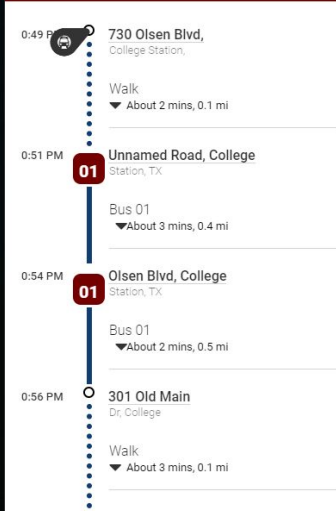 0:49 P
730 Olsen Blvd,
College Station,
Walk
About 2 mins, 0.1 mi
0:51 PM
Unnamed Road, College
01
Station, TX
Bus 01
About 3 mins, 0.4 mi
0:54 PM
Olsen Blvd, College
01
Station, TX
Bus 01
About 2 mins, 0.5 mi
0:56 PM
301 Old Main
Dr, College
Walk
About 3 mins, 0.1 mi